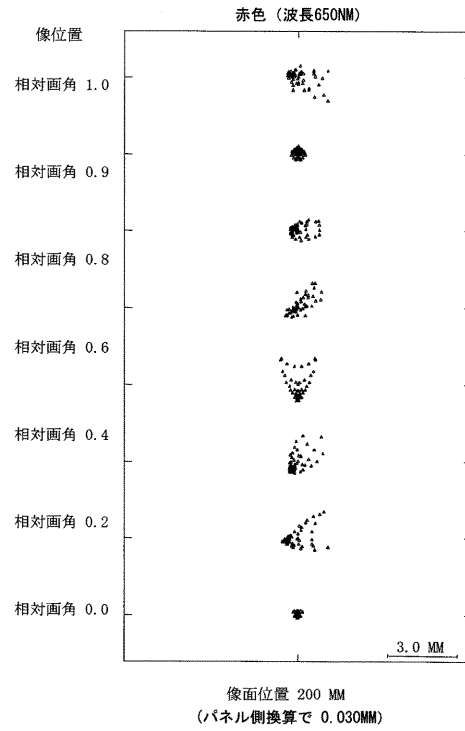 赤色 (波長650NM)
像位置
相対画角 1.0
相対画角 0.9
相対画角 0.8
相対画角 0.6
相対画角 0.4
相対画角 0.2
相対画角 0.0
3.0 MM
像面位置 200 MM
(パネル側換算で 0.030MM)